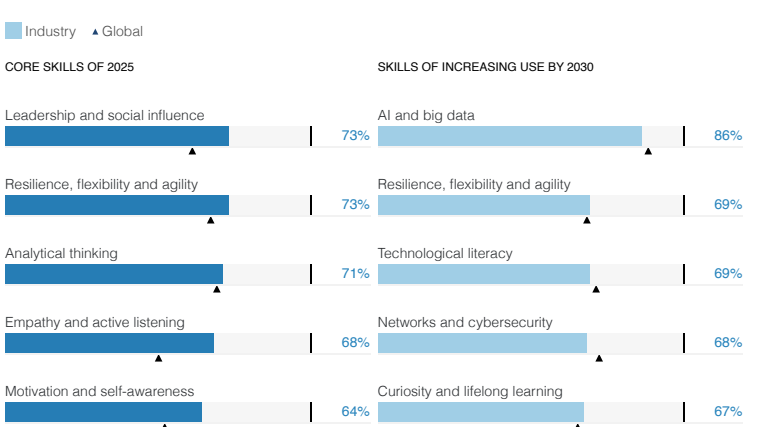 Industry Global
CORE SKILLS OF 2025
Leadership and social influence
73%
Resilience, flexibility and agility
73%
Analytical thinking
71%
Empathy and active listening
68%
Motivation and self-awareness
64%
SKILLS OF INCREASING USE BY 2030
AI and big data
86%
Resilience, flexibility and agility
69%
Technological literacy
69%
Networks and cybersecurity
68%
Curiosity and lifelong learning
67%